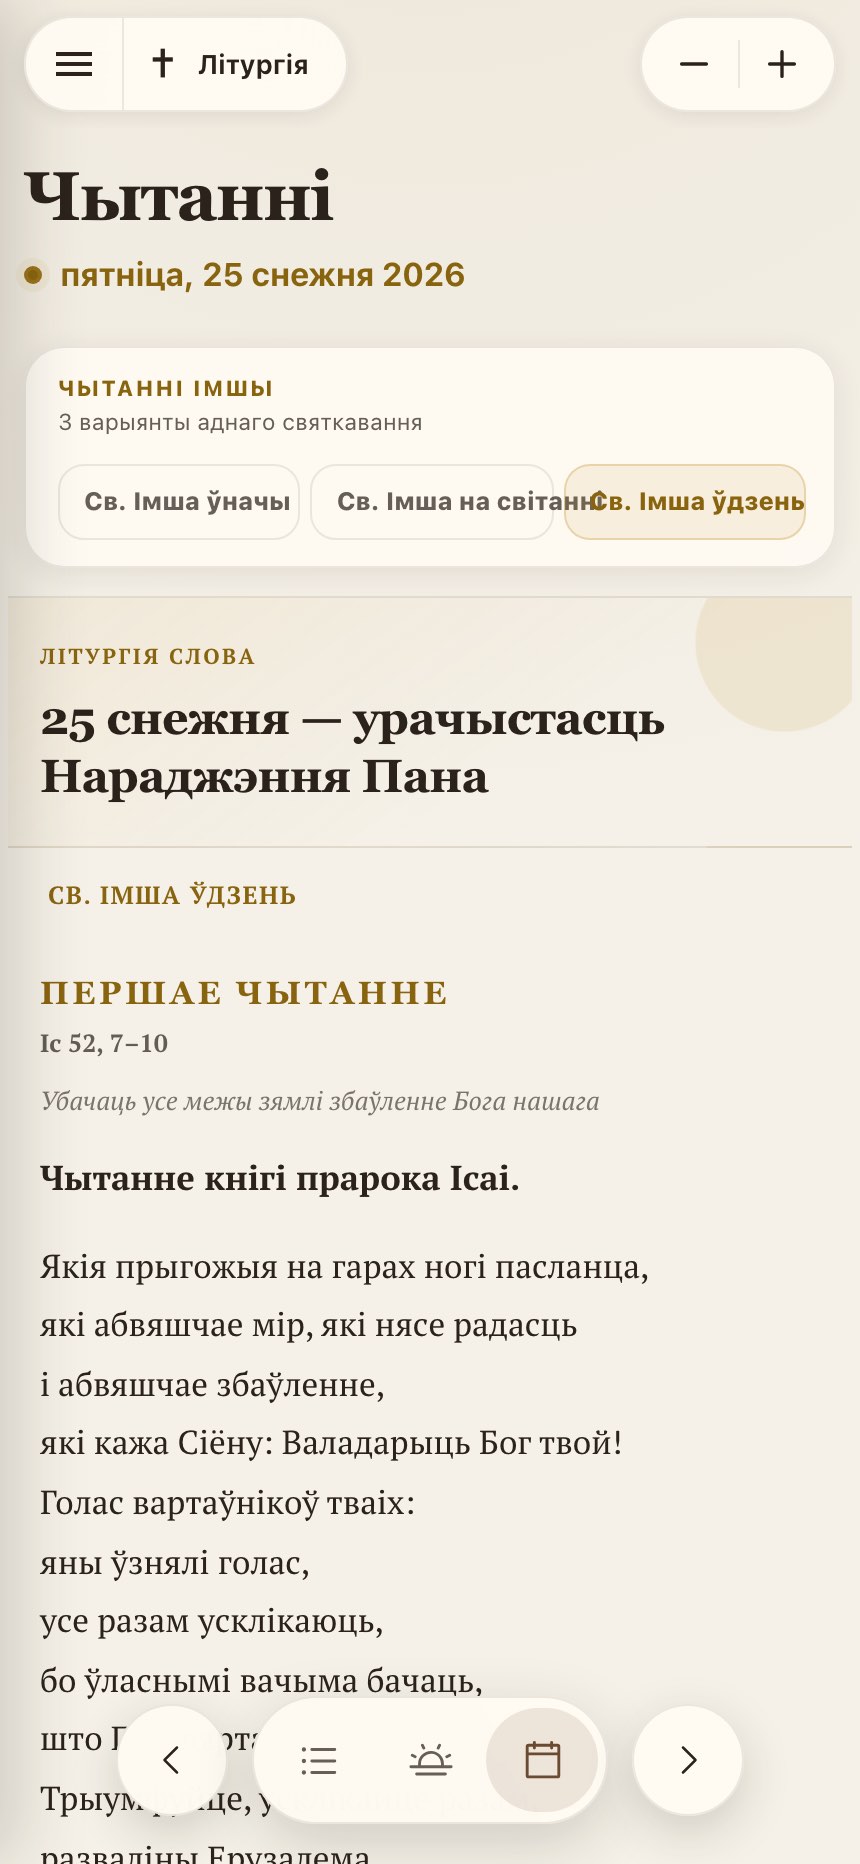 Літургія
Чытанні
пятніца, 25 снежня 2026
ЧЫТАННІ ІМШЫ
3 варыянты аднаго святкавання
Св. Імша ўначы
Св. Імша на світанні
Св. Імша ўдзень
ЛІТУРГІЯ СЛОВА
25 снежня — урачыстасць
Нараджэння Пана
СВ. ІМША ЎДЗЕНЬ
ПЕРШАЕ ЧЫТАННЕ
Іс 52, 7–10
Убачаць усе межы зямлі збаўленне Бога нашага
Чытанне кнігі прарока Ісаі.
Якія прыгожыя на гарах ногі пасланца,
які абвяшчае мір, які нясе радасць
і абвяшчае збаўленне,
які кажа Сіёну: Валадарыць Бог твой!
Голас вартаўнікоў тваіх:
яны ўзнялі голас,
усе разам усклікаюць,
бо ўласнымі вачыма бачаць,
што
разваліны Ерузалема